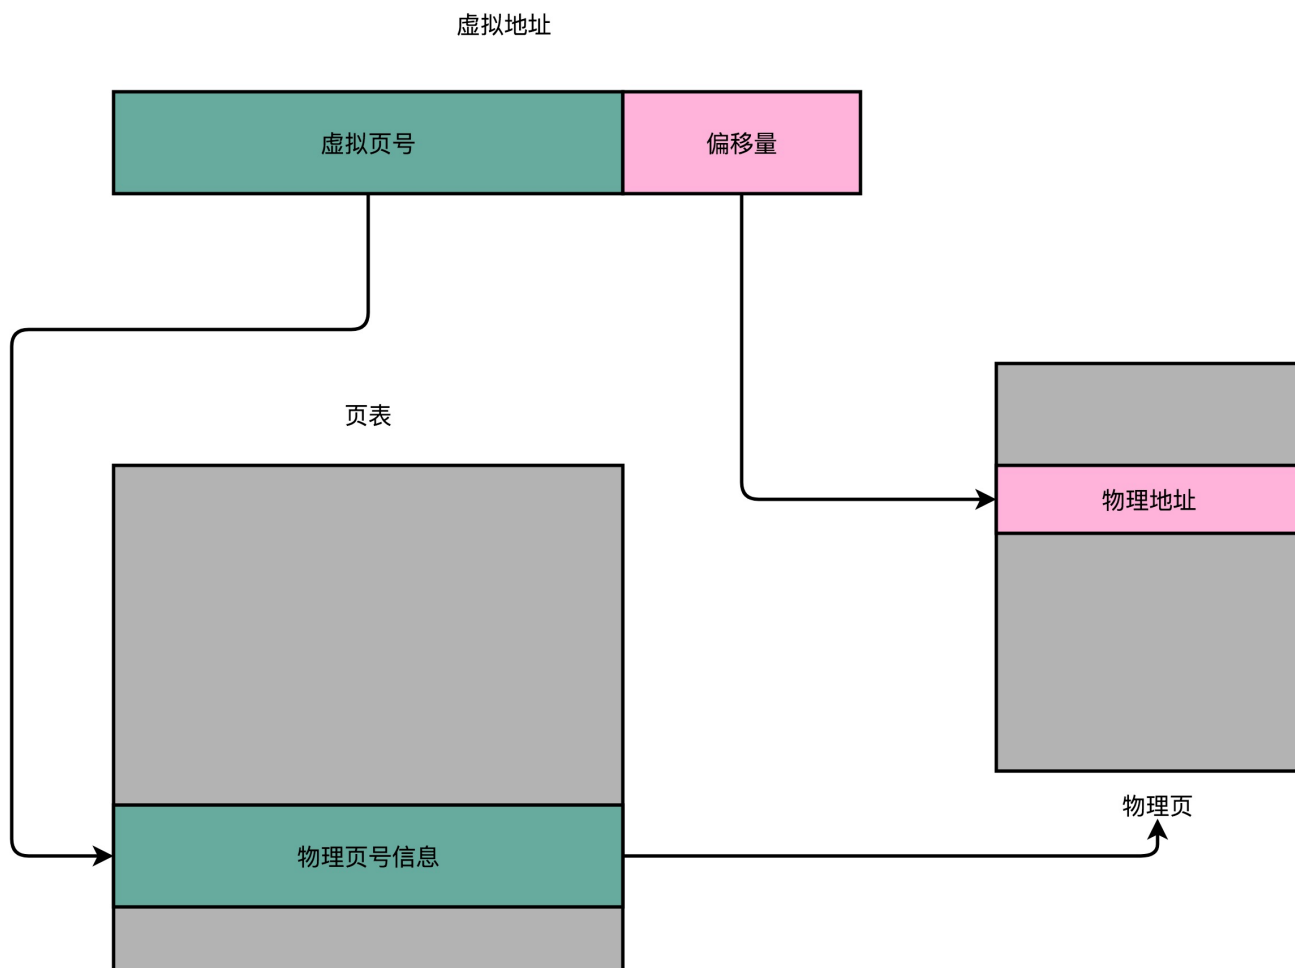 虚拟地址
虚拟页号
偏移量
页表
物理地址
物理页
物理页号信息